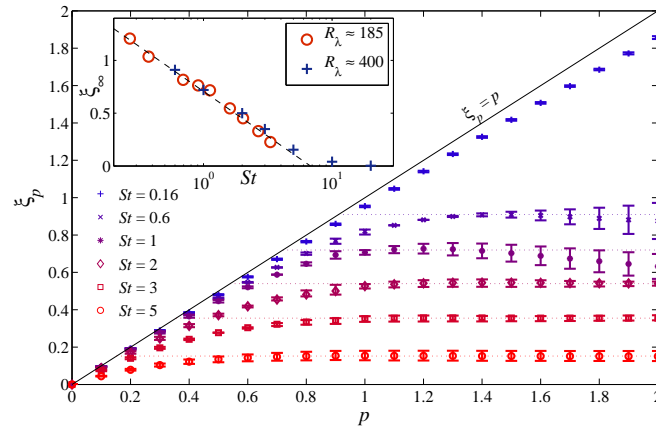 2
1.8
1.6
1.4
1.2
1
0.8
0.6
0.4
0.2
0
ξp
0 0.2 0.4 0.6 0.8 1 1.2 1.4 1.6 1.8 2
p
ξp = p
St = 0.16
St = 0.6
St = 1
St = 2
St = 3
St = 5
1
0.5
0
ξ∞
10^0 10^1
St
Rλ ≈ 185
Rλ ≈ 400